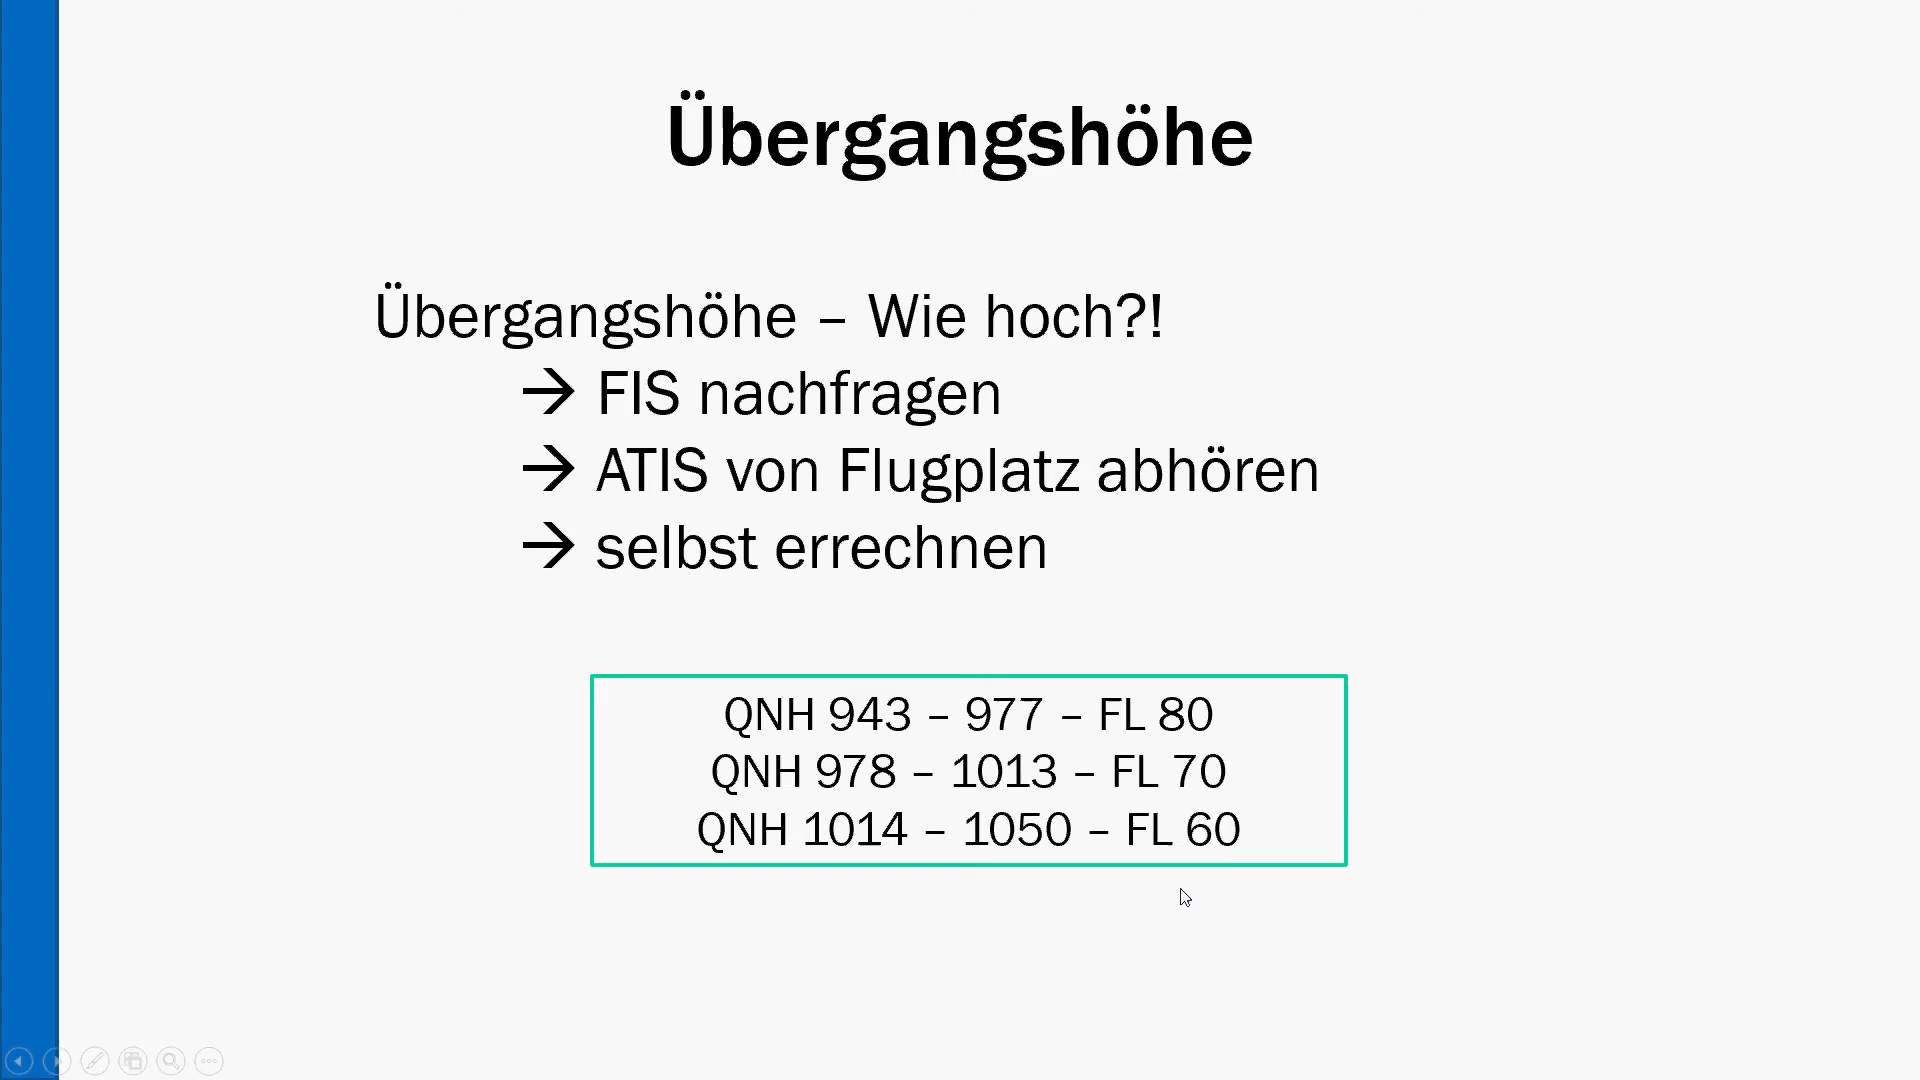 Übergangshöhe
Übergangshöhe – Wie hoch?!
→ FIS nachfragen
→ ATIS von Flugplatz abhören
→ selbst errechnen
QNH 943 – 977 – FL 80
QNH 978 – 1013 – FL 70
QNH 1014 – 1050 – FL 60